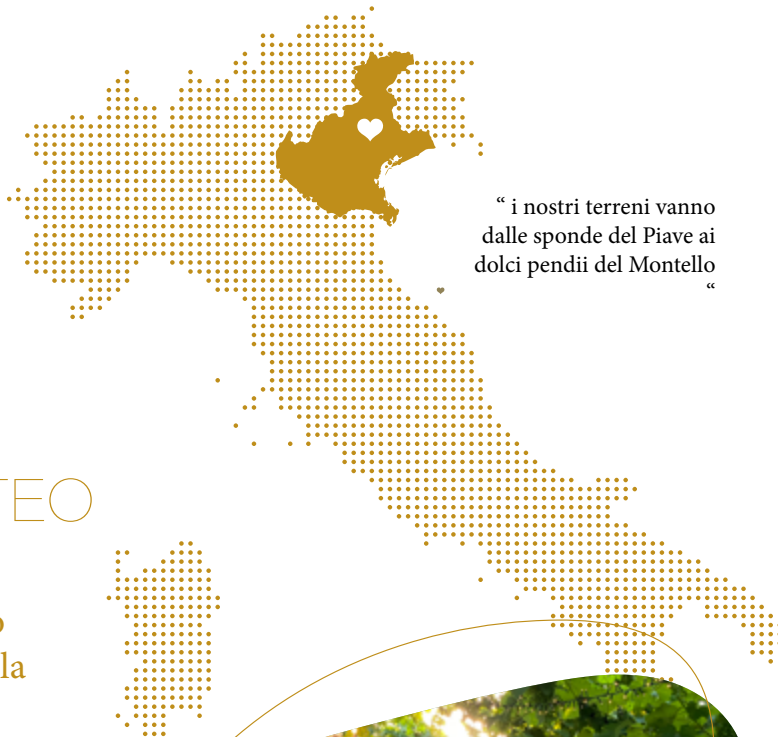 “ i nostri terreni vanno
dalle sponde del Piave ai
dolci pendii del Montello
“
TEO
o
la